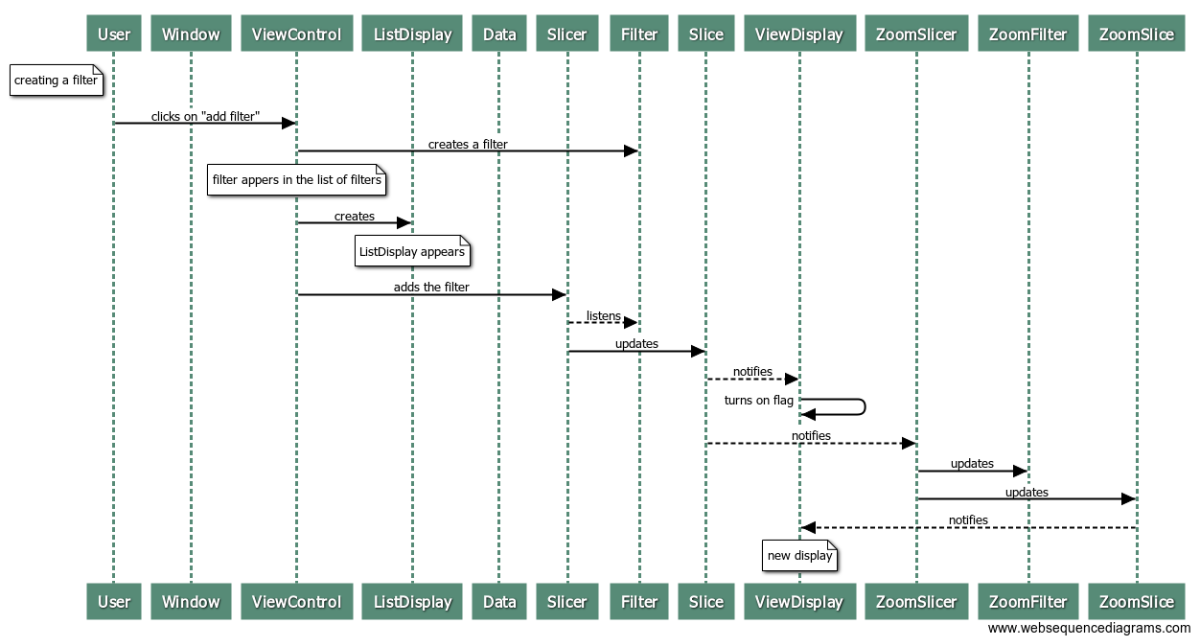 User Window ViewControl ListDisplay Data Slicer Filter Slice ViewDisplay ZoomSlicer ZoomFilter ZoomSlice
creating a filter
clicks on "add filter"
creates a filter
filter appers in the list of filters
creates
ListDisplay appears
adds the filter
listens
updates
notifies
turns on flag
notifies
updates
updates
notifies
new display
User Window ViewControl ListDisplay Data Slicer Filter Slice ViewDisplay ZoomSlicer ZoomFilter ZoomSlice
www.websequencediagrams.com